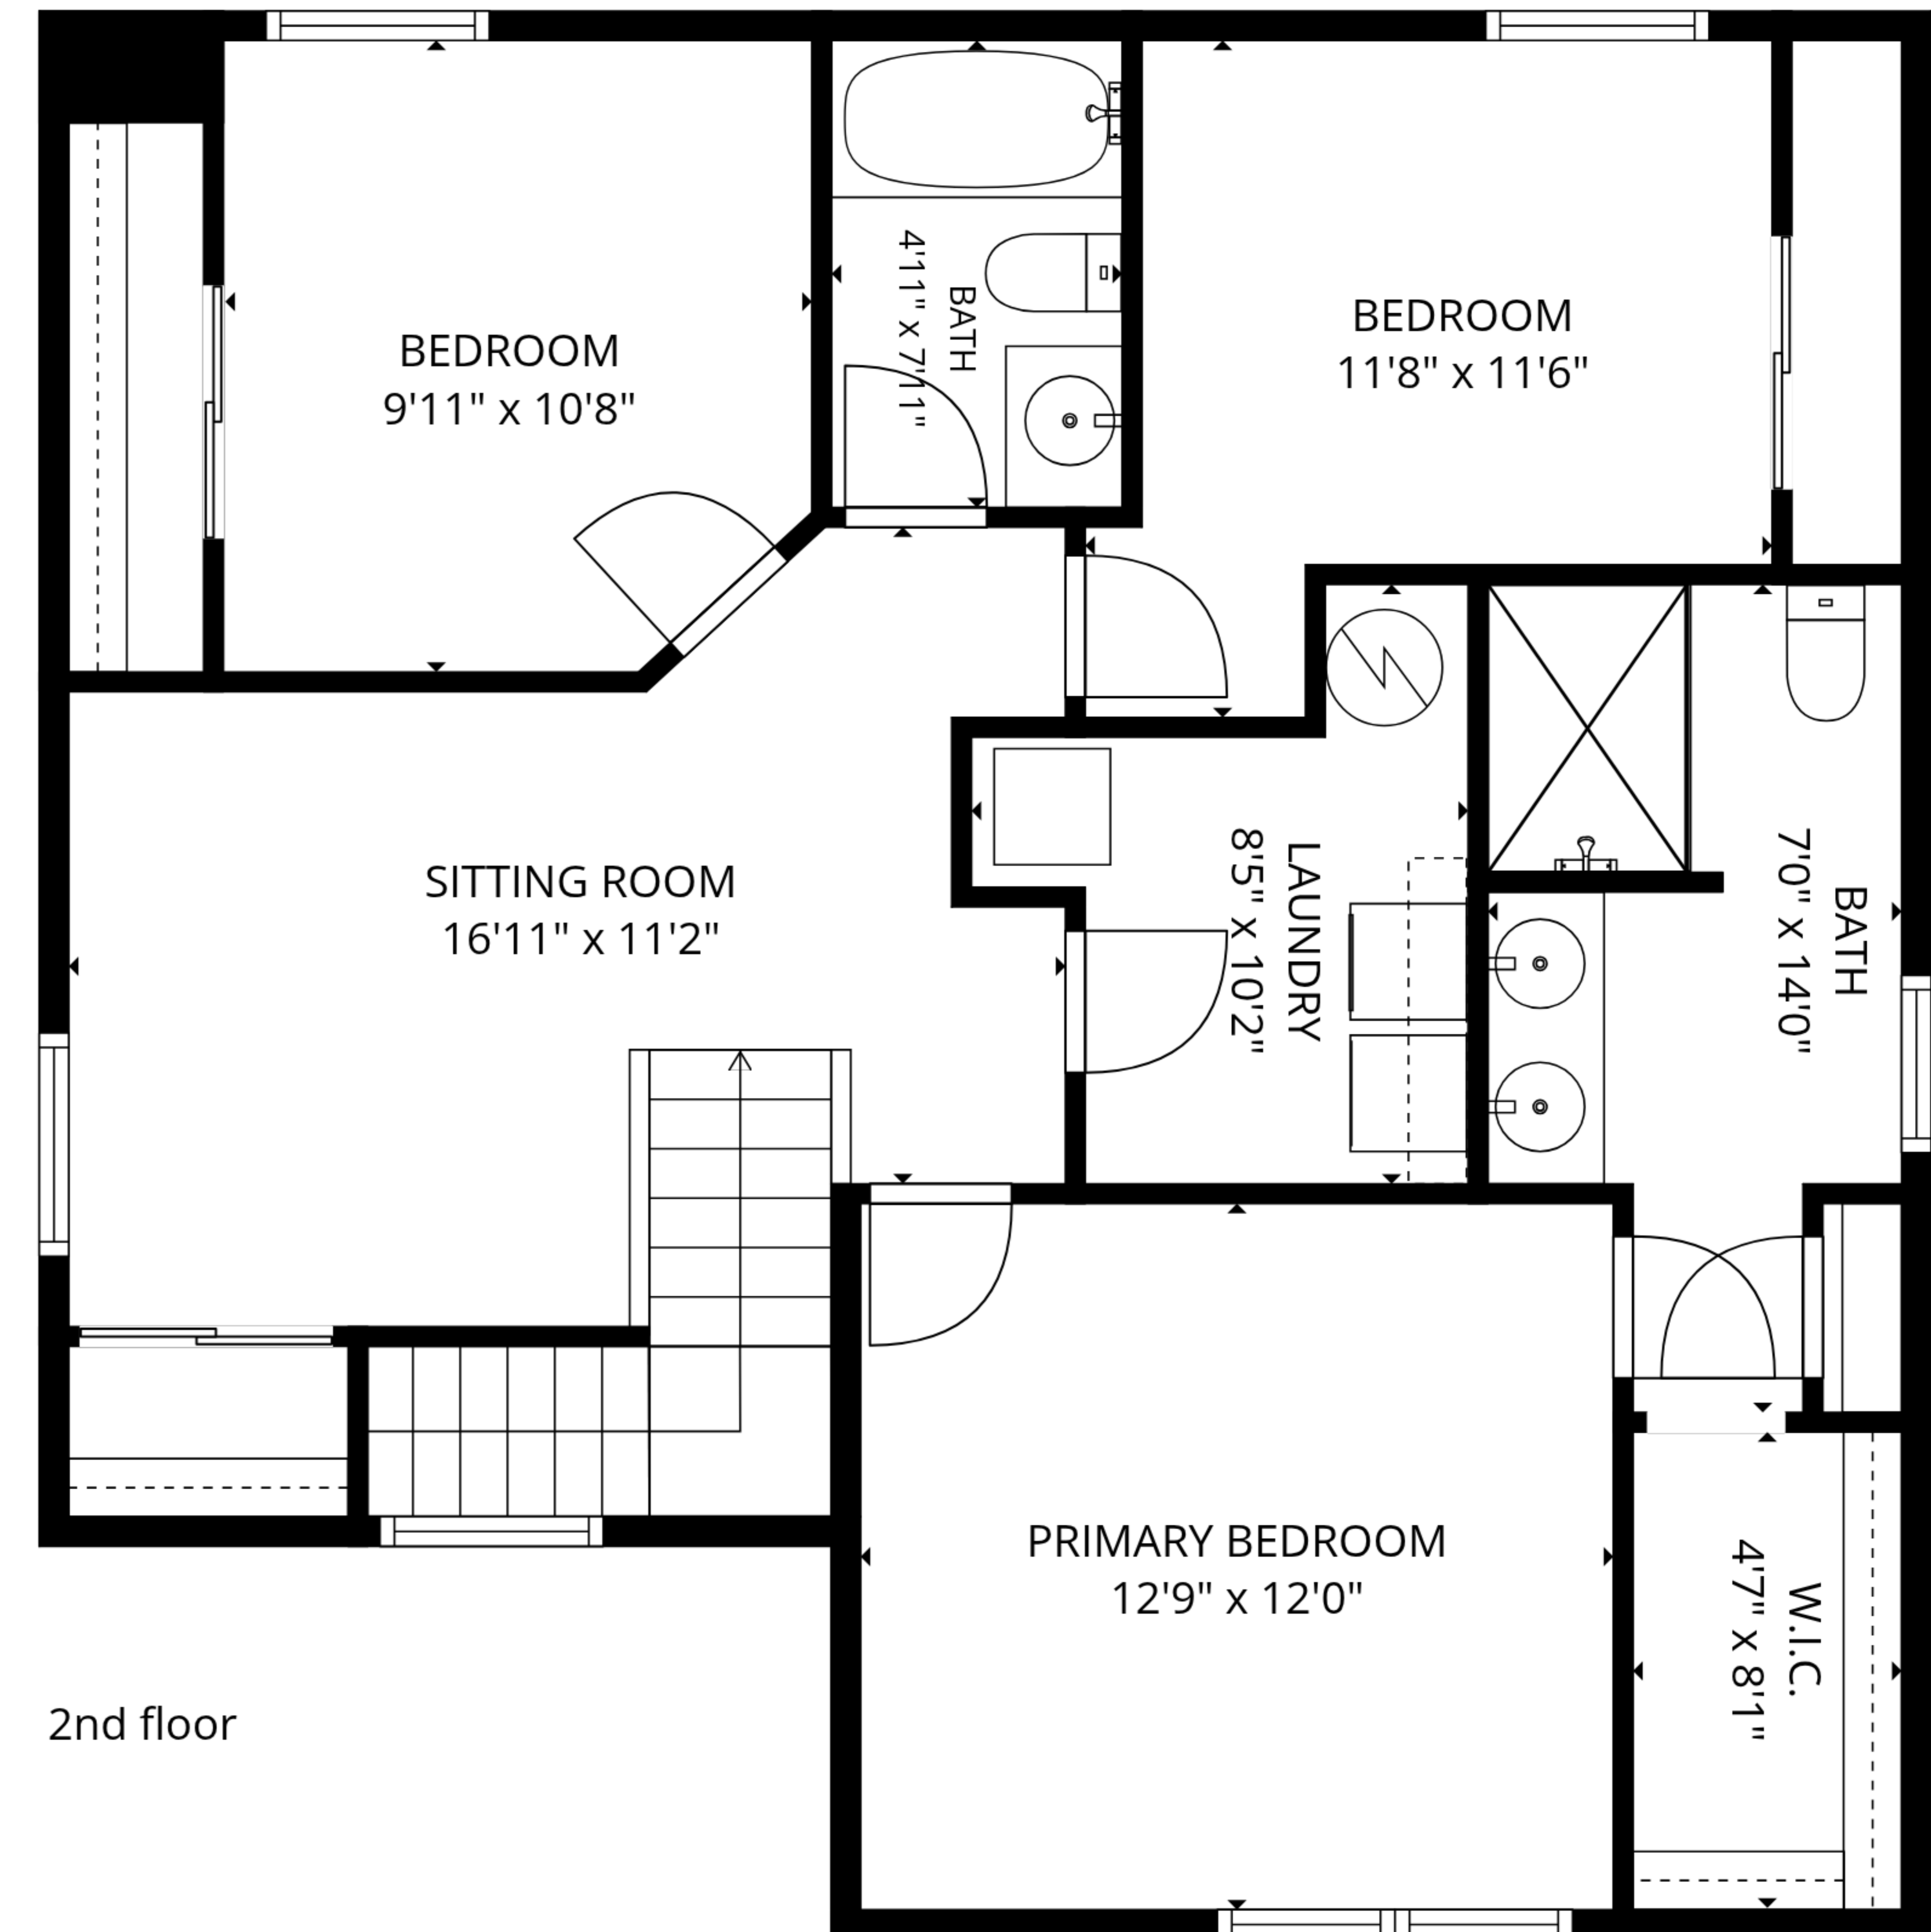 BEDROOM
9'11" x 10'8"
BATH
4'11" x 7'11"
BEDROOM
11'8" x 11'6"
SITTING ROOM
16'11" x 11'2"
LAUNDRY
8'5" x 10'2"
BATH
7'0" x 14'0"
PRIMARY BEDROOM
12'9" x 12'0"
W.I.C.
4'7" x 8'1"
2nd floor